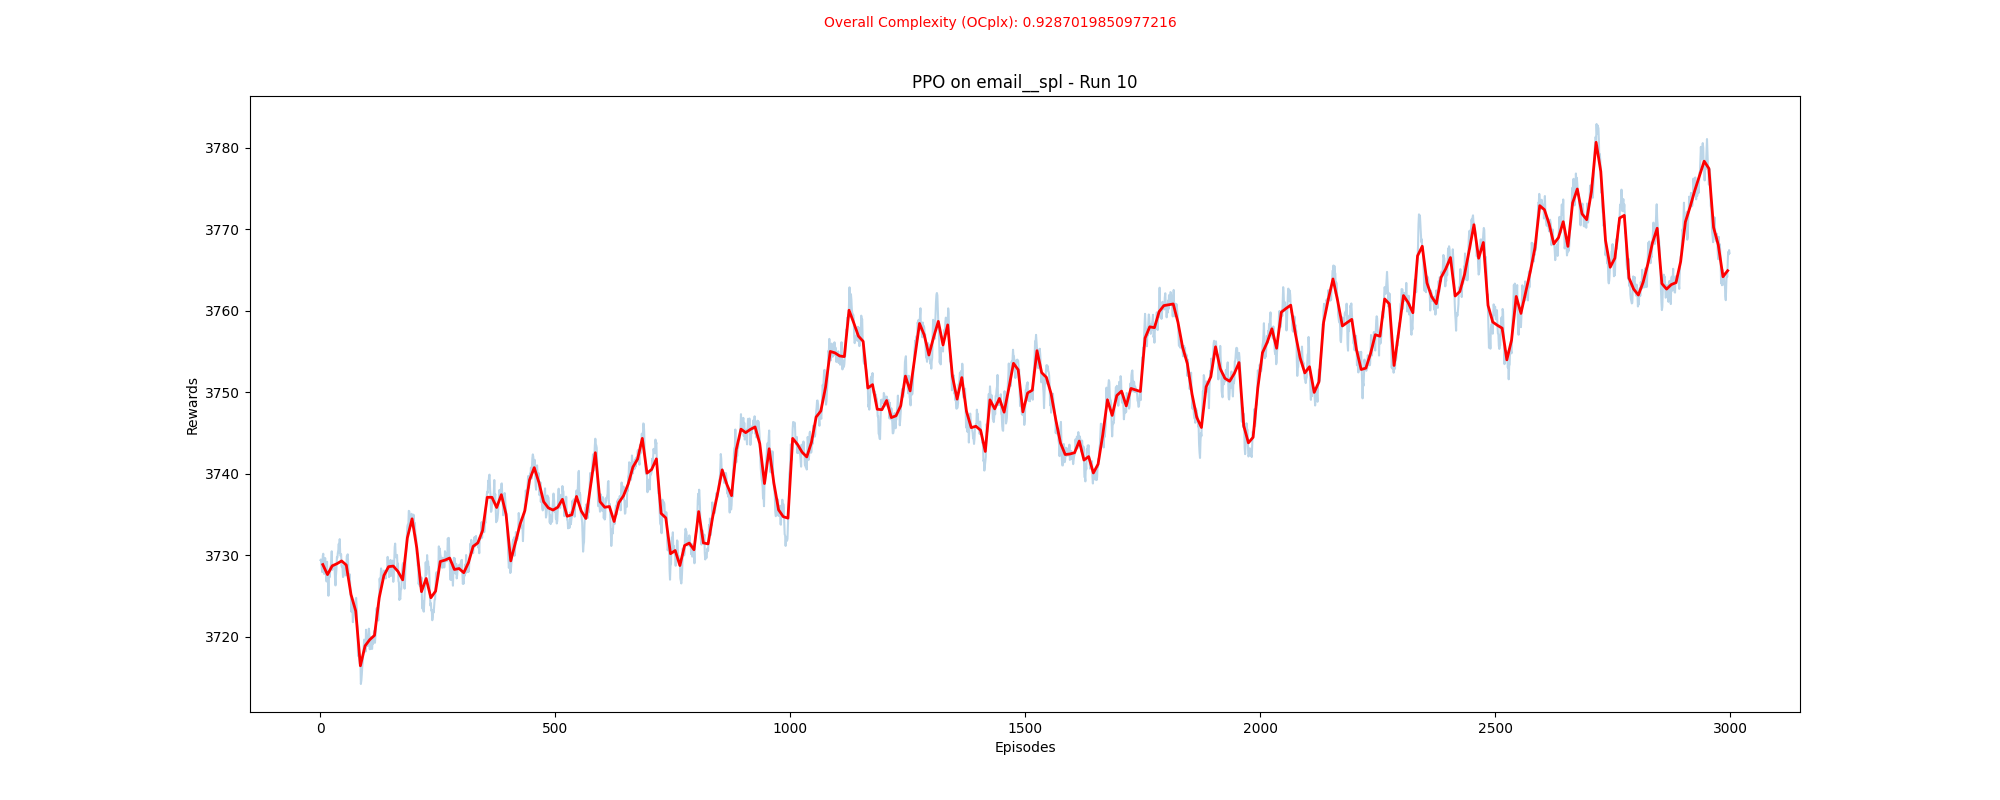 Overall Complexity (OCplx): 0.9287019850977216
PPO on email__spl - Run 10
3780
3770
3760
3750
3740
3730
3720
Rewards
0 500 1000 1500 2000 2500 3000
Episodes